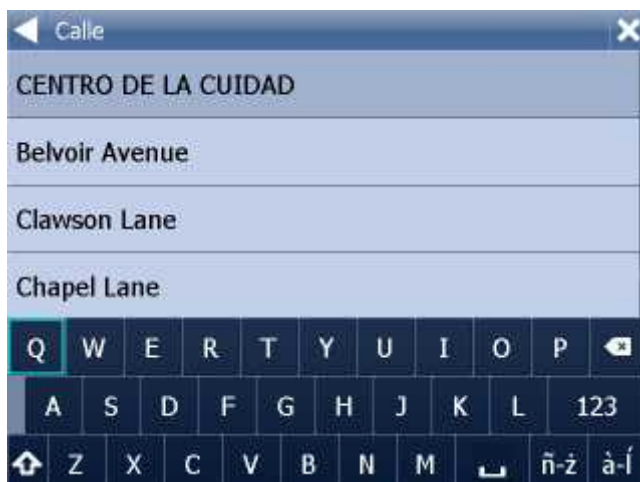 Calle
CENTRO DE LA CUIDAD
Belvoir Avenue
Clawson Lane
Chapel Lane
Q W E R T Y U I O P
A S D F G H J K L 123
Z X C V B N M ñ-ż à-Í